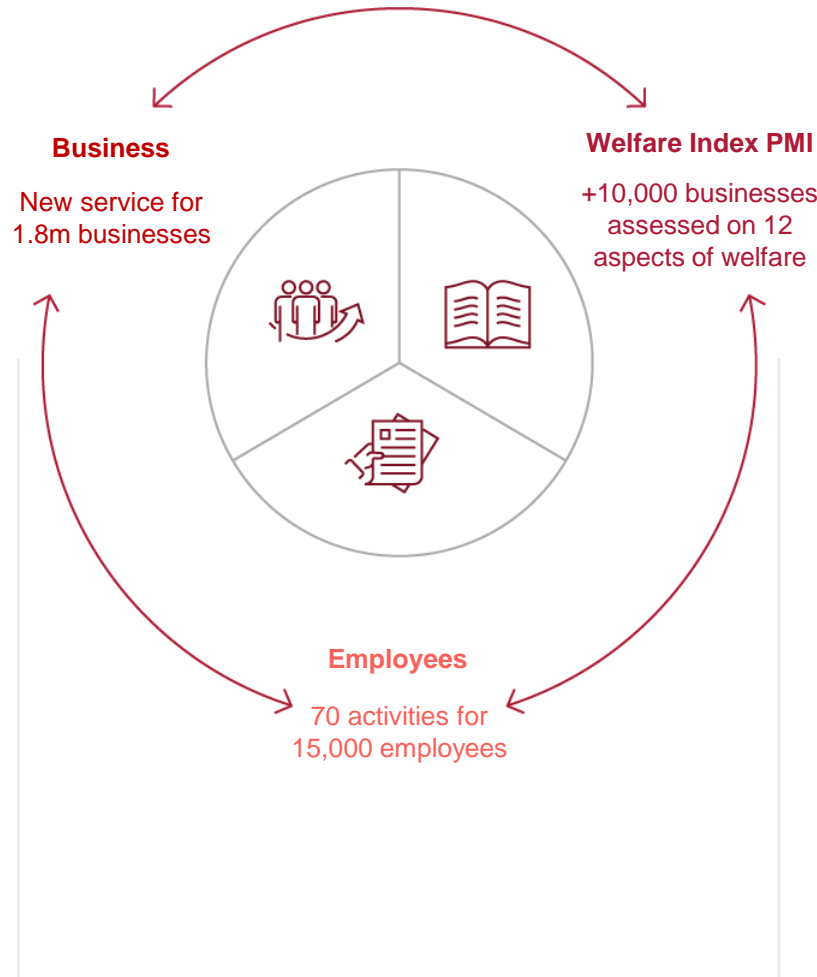 Business
New service for
1.8m businesses
Welfare Index PMI
+10,000 businesses
assessed on 12
aspects of welfare
Employees
70 activities for
15,000 employees